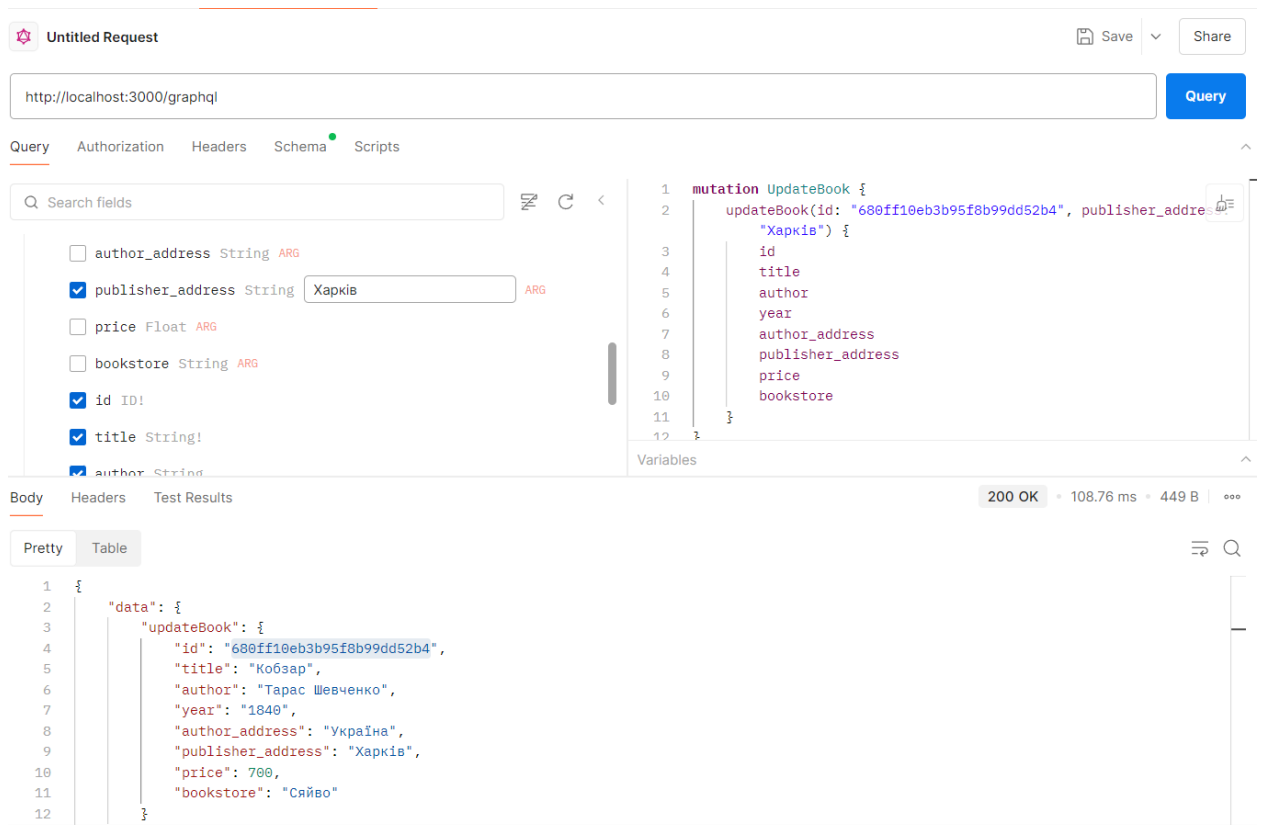 Untitled Request
Save
Share
http://localhost:3000/graphql
Query
Query Authorization Headers Schema Scripts
Search fields
author_address String ARG
publisher_address String Харків ARG
price Float ARG
bookstore String ARG
id ID!
title String!
author String
1 mutation UpdateBook {
2 updateBook(id: "680ff10eb3b95f8b99dd52b4", publisher_address:
"Харків") {
3 id
4 title
5 author
6 year
7 author_address
8 publisher_address
9 price
10 bookstore
11 }
12 }
Variables
Body Headers Test Results
200 OK • 108.76 ms • 449 B
Pretty Table
1 {
2 "data": {
3 "updateBook": {
4 "id": "680ff10eb3b95f8b99dd52b4",
5 "title": "Кобзар",
6 "author": "Тарас Шевченко",
7 "year": "1840",
8 "author_address": "Україна",
9 "publisher_address": "Харків",
10 "price": 700,
11 "bookstore": "Сяйво"
12 }